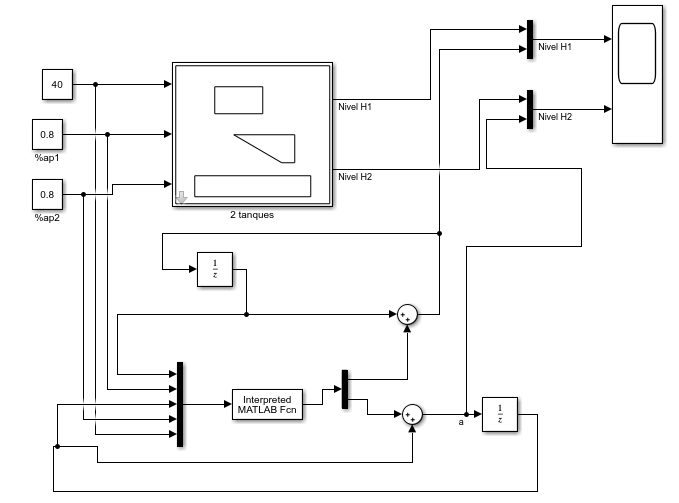 Nivel H1
40
Nivel H1
Nivel H2
0.8
%ap1
Nivel H2
0.8
%ap2
2 tanques
1
z
+
+
Interpreted
MATLAB Fcn
+
+
a
1
z